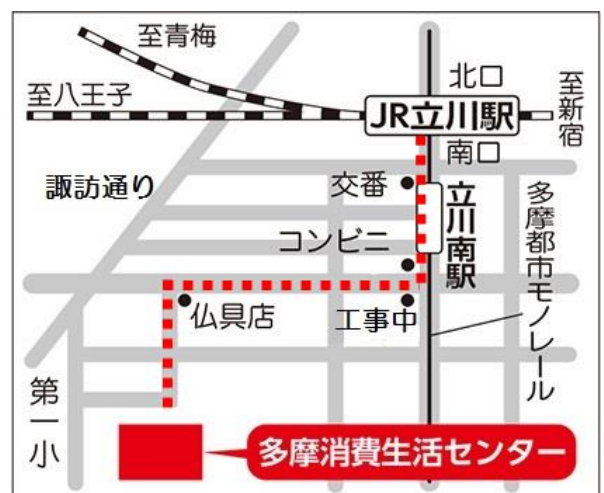 至青梅
北口
至八王子
JR立川駅
至新宿
南口
諏訪通り
交番
立川南駅
多摩都市モノレール
コンビニ
仏具店
工事中
第一小
多摩消費生活センター